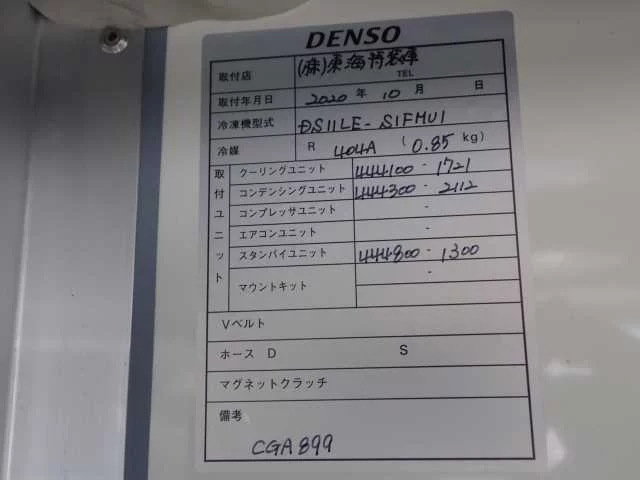 DENSO
取付店 (株)東海特装車
TEL
取付年月日 2020 年 10 月 日
冷凍機型式 DS11LE-S1FMU1
冷媒 R 404A (0.85 kg)
取付ユニット
クーリングユニット 444100-1721
コンデンシングユニット 444300-2112
コンプレッサユニット -
エアコンユニット -
スタンバイユニット 444800-1300
マウントキット -
Vベルト
ホース D S
マグネットクラッチ
備考
CGA899